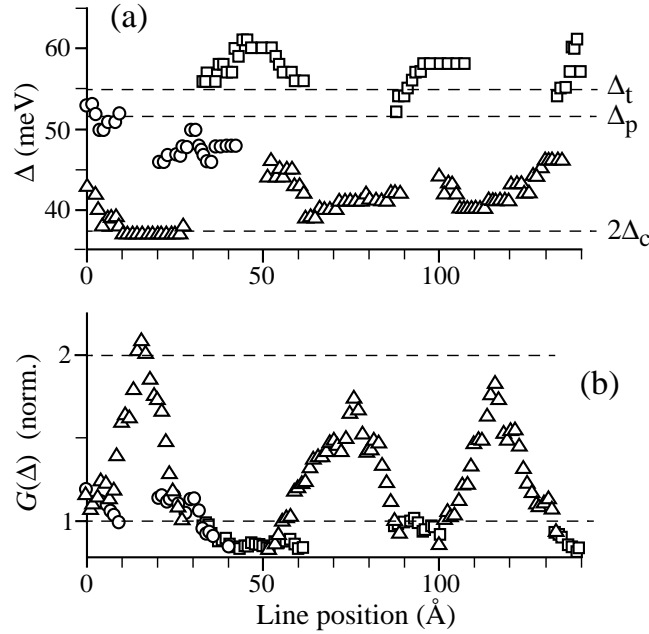 (a)
60
Δt
Δp
50
Δ (meV)
40
2Δc
0
50
100
2
(b)
G(Δ) (norm.)
1
0
50
100
Line position (Å)